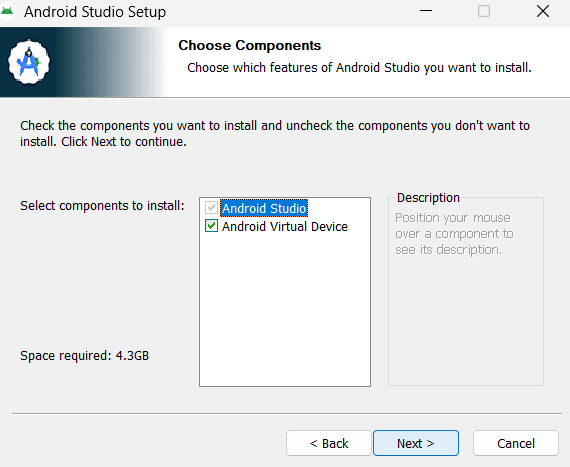 Android Studio Setup
Choose Components
Choose which features of Android Studio you want to install.
Check the components you want to install and uncheck the components you don't want to
install. Click Next to continue.
Select components to install:
Android Studio
Android Virtual Device
Description
Position your mouse
over a component to
see its description.
Space required: 4.3GB
< Back
Next >
Cancel